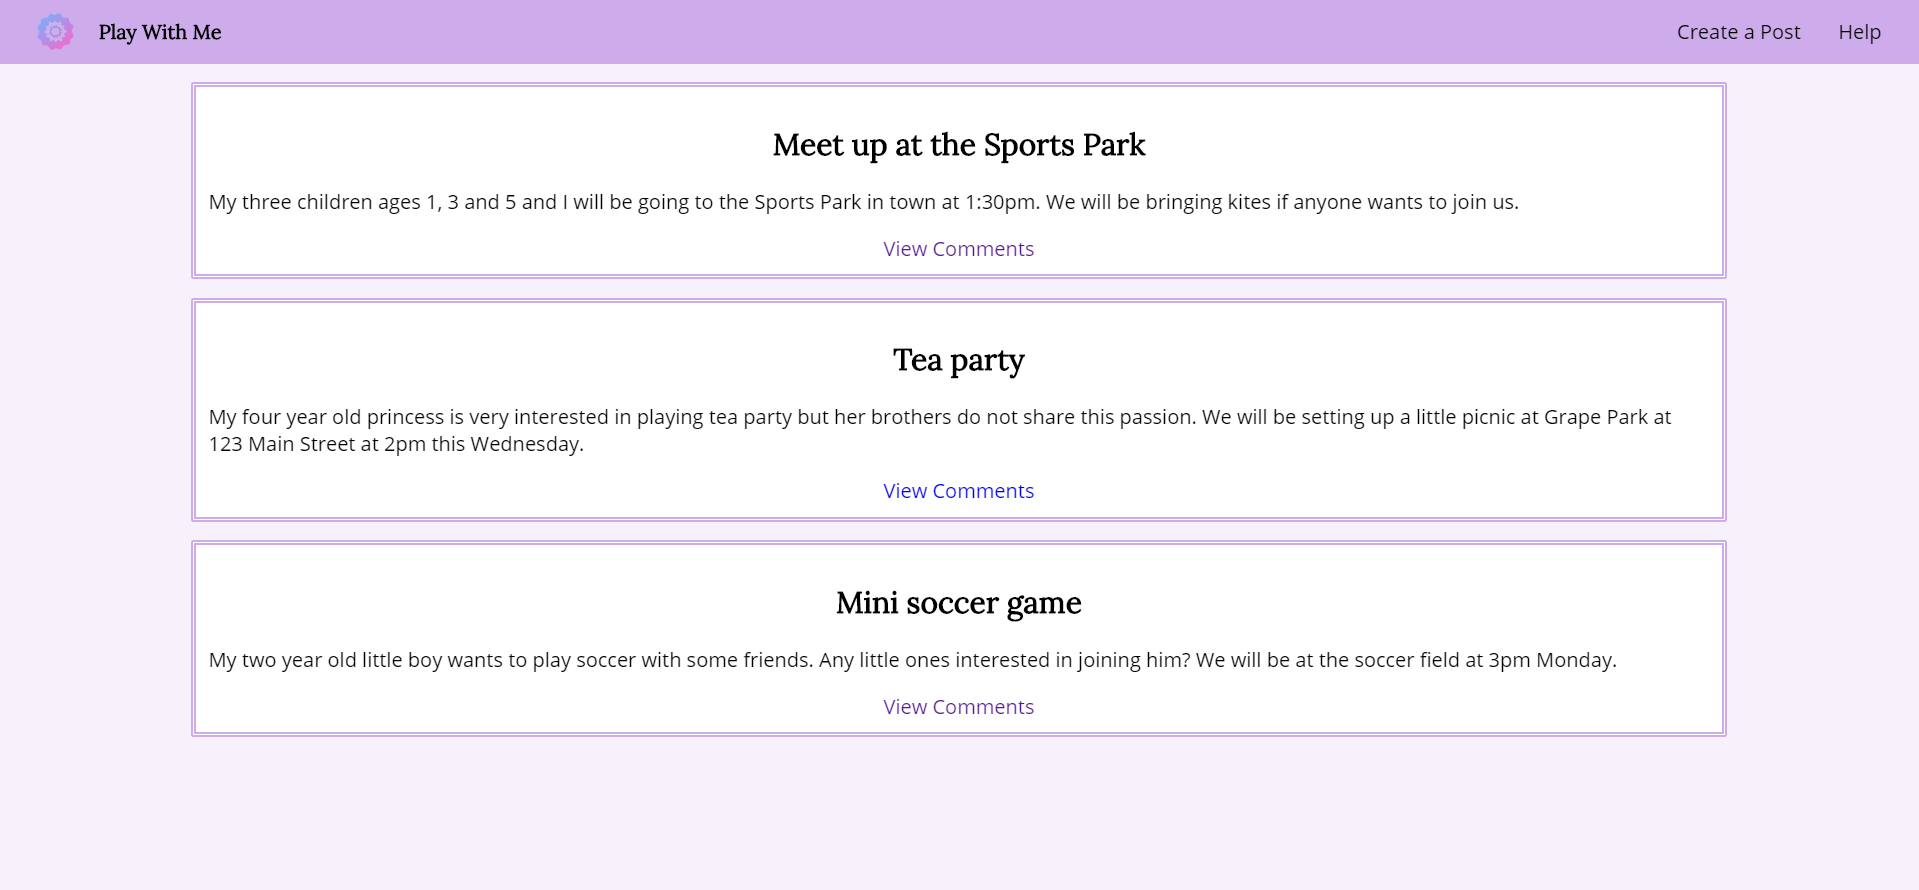 Play With Me
Create a Post
Help
Meet up at the Sports Park
My three children ages 1, 3 and 5 and I will be going to the Sports Park in town at 1:30pm. We will be bringing kites if anyone wants to join us.
View Comments
Tea party
My four year old princess is very interested in playing tea party but her brothers do not share this passion. We will be setting up a little picnic at Grape Park at
123 Main Street at 2pm this Wednesday.
View Comments
Mini soccer game
My two year old little boy wants to play soccer with some friends. Any little ones interested in joining him? We will be at the soccer field at 3pm Monday.
View Comments